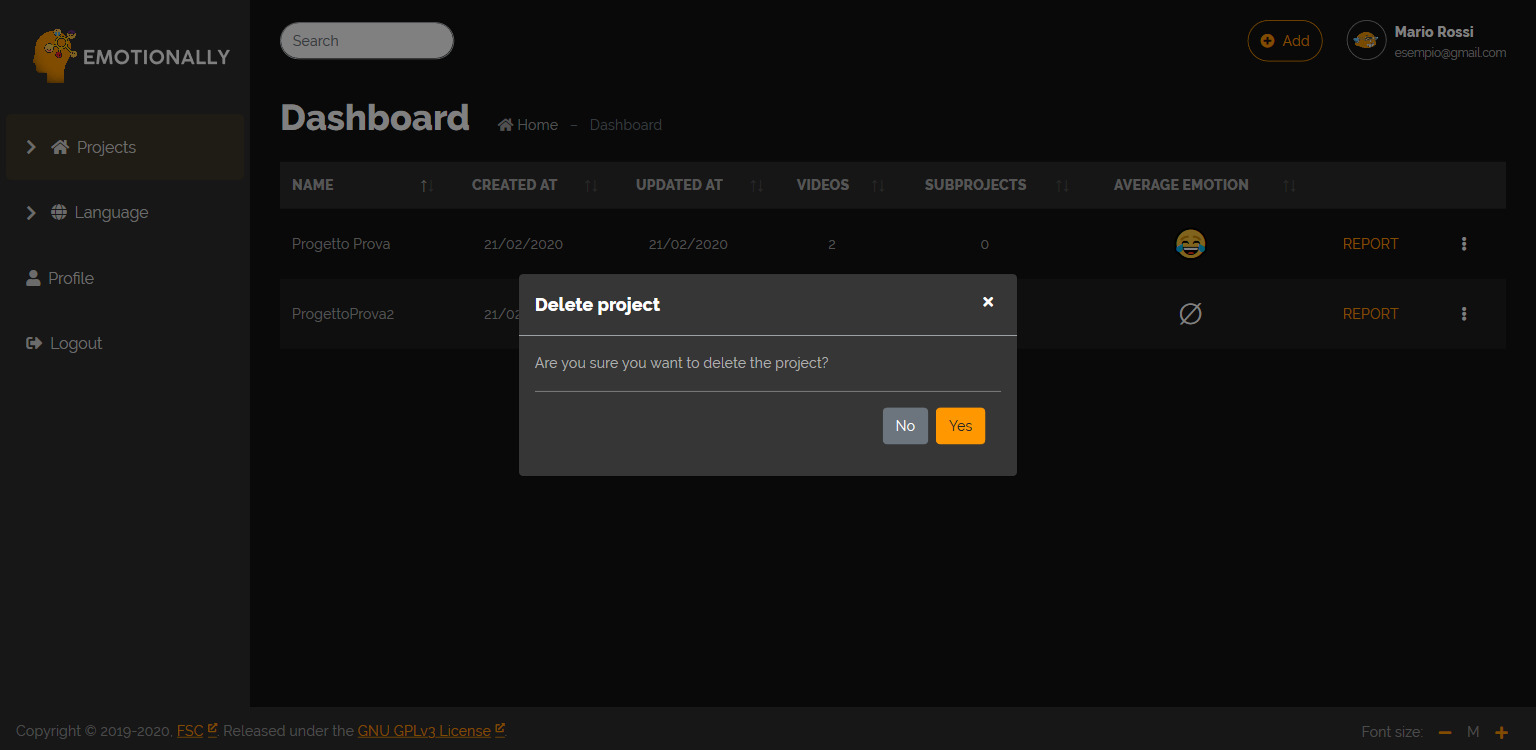 EMOTIONALLY
Search
Add
Mario Rossi
esempio@gmail.com
Projects
Language
Profile
Logout
Dashboard Home – Dashboard
NAME CREATED AT UPDATED AT VIDEOS SUBPROJECTS AVERAGE EMOTION
Progetto Prova 21/02/2020 21/02/2020 2 0 REPORT
ProgettoProva2 21/02 REPORT
Delete project
Are you sure you want to delete the project?
No Yes
Copyright © 2019-2020, FSC. Released under the GNU GPLv3 License.
Font size: M